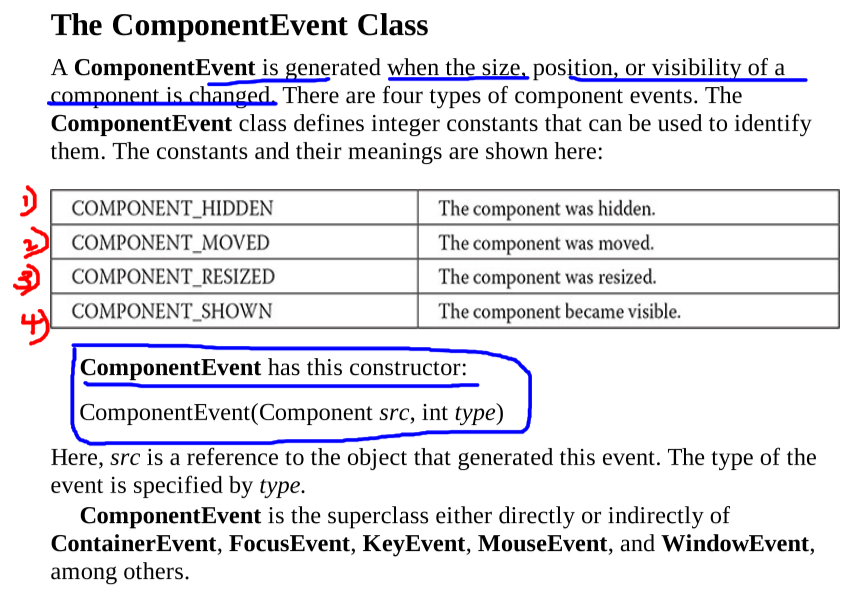 The ComponentEvent Class
A ComponentEvent is generated when the size, position, or visibility of a
component is changed. There are four types of component events. The
ComponentEvent class defines integer constants that can be used to identify
them. The constants and their meanings are shown here:
1) COMPONENT_HIDDEN The component was hidden.
2) COMPONENT_MOVED The component was moved.
3) COMPONENT_RESIZED The component was resized.
4) COMPONENT_SHOWN The component became visible.
ComponentEvent has this constructor:
ComponentEvent(Component src, int type)
Here, src is a reference to the object that generated this event. The type of the
event is specified by type.
ComponentEvent is the superclass either directly or indirectly of
ContainerEvent, FocusEvent, KeyEvent, MouseEvent, and WindowEvent,
among others.